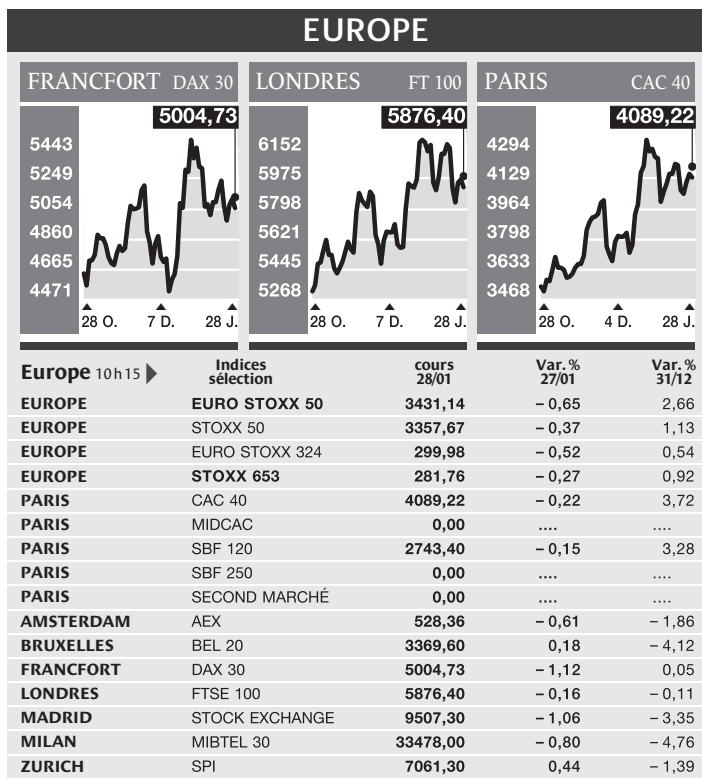 EUROPE
FRANCFORT DAX 30
5004,73
5443
5249
5054
4860
4665
4471
28 O. 7 D. 28 J.
LONDRES FT 100
5876,40
6152
5975
5798
5621
5445
5268
28 O. 7 D. 28 J.
PARIS CAC 40
4089,22
4294
4129
3964
3798
3633
3468
28 O. 4 D. 28 J.
Europe 10h15 Indices sélection cours 28/01 Var. % 27/01 Var. % 31/12
EUROPE EURO STOXX 50 3431,14 – 0,65 2,66
EUROPE STOXX 50 3357,67 – 0,37 1,13
EUROPE EURO STOXX 324 299,98 – 0,52 0,54
EUROPE STOXX 653 281,76 – 0,27 0,92
PARIS CAC 40 4089,22 – 0,22 3,72
PARIS MIDCAC 0,00 .... ....
PARIS SBF 120 2743,40 – 0,15 3,28
PARIS SBF 250 0,00 .... ....
PARIS SECOND MARCHÉ 0,00 .... ....
AMSTERDAM AEX 528,36 – 0,61 – 1,86
BRUXELLES BEL 20 3369,60 0,18 – 4,12
FRANCFORT DAX 30 5004,73 – 1,12 0,05
LONDRES FTSE 100 5876,40 – 0,16 – 0,11
MADRID STOCK EXCHANGE 9507,30 – 1,06 – 3,35
MILAN MIBTEL 30 33478,00 – 0,80 – 4,76
ZURICH SPI 7061,30 0,44 – 1,39